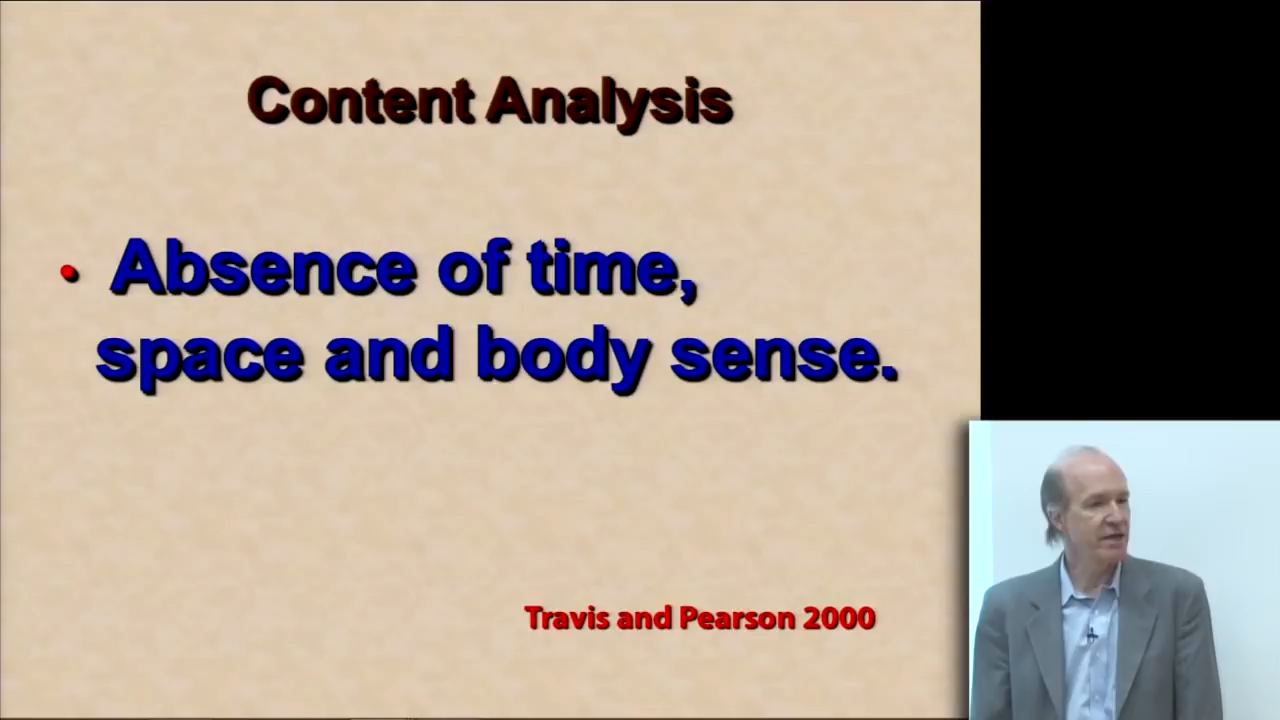 Content Analysis
• Absence of time,
space and body sense.
Travis and Pearson 2000